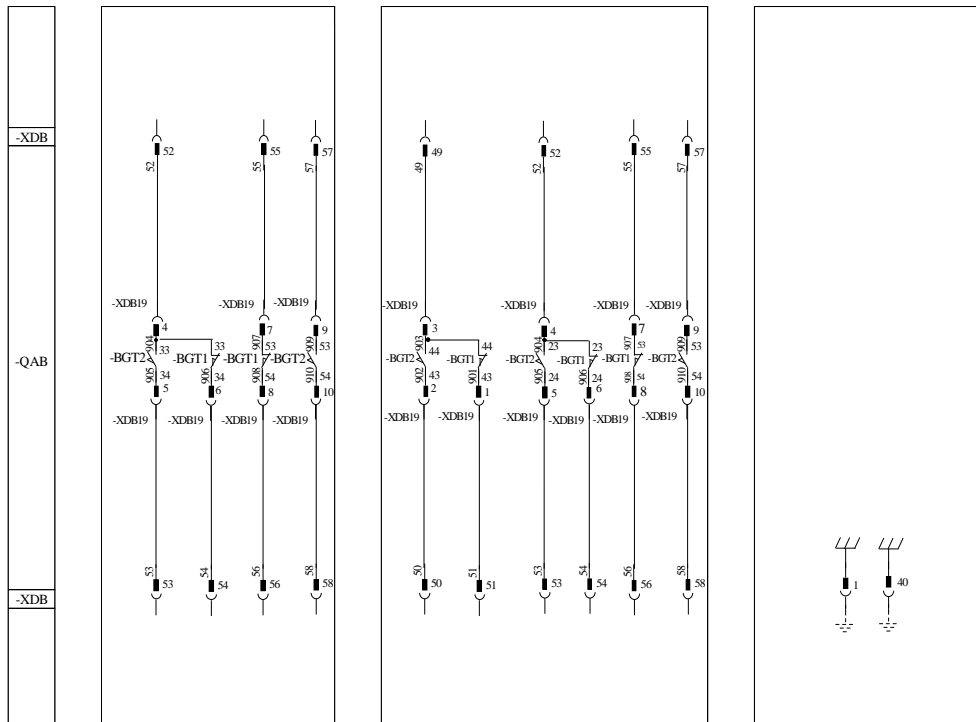 -XDB
-QAB
-XDB
52 55 57
52 55 57
-XDB19 -XDB19 -XDB19
4 7 9
904 33 33 907 53 909 53
-BGT2 -BGT1 -BGT1 -BGT2
905 34 906 34 908 54 910 54
5 6 8 10
-XDB19 -XDB19 -XDB19 -XDB19
53 54 56 58
53 54 56 58
49 52 55 57
49 52 55 57
-XDB19 -XDB19 -XDB19 -XDB19
3 4 7 9
903 44 44 904 23 23 907 53 909 53
-BGT2 -BGT1 -BGT2 -BGT1 -BGT1 -BGT2
902 43 901 43 905 24 906 24 908 54 910 54
2 1 5 6 8 10
-XDB19 -XDB19 -XDB19 -XDB19 -XDB19 -XDB19
50 51 53 54 56 58
50 51 53 54 56 58
1 40